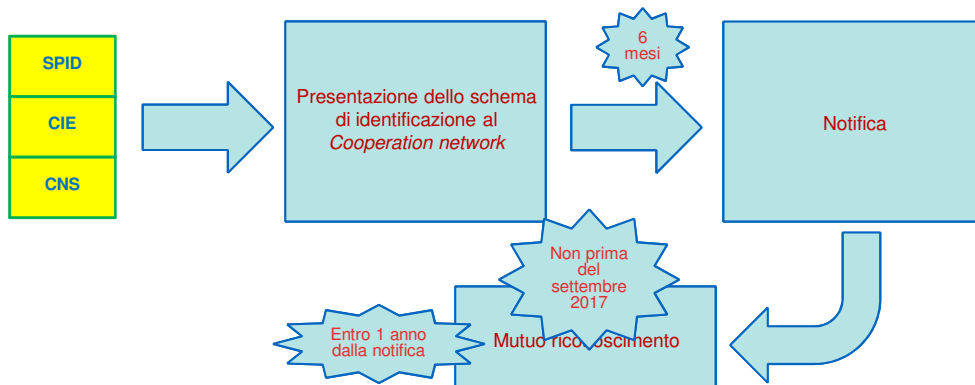 SPID
CIE
CNS
Presentazione dello schema
di identificazione al
Cooperation network
6
mesi
Notifica
Non prima
del
settembre
2017
Entro 1 anno
dalla notifica
Mutuo riconoscimento